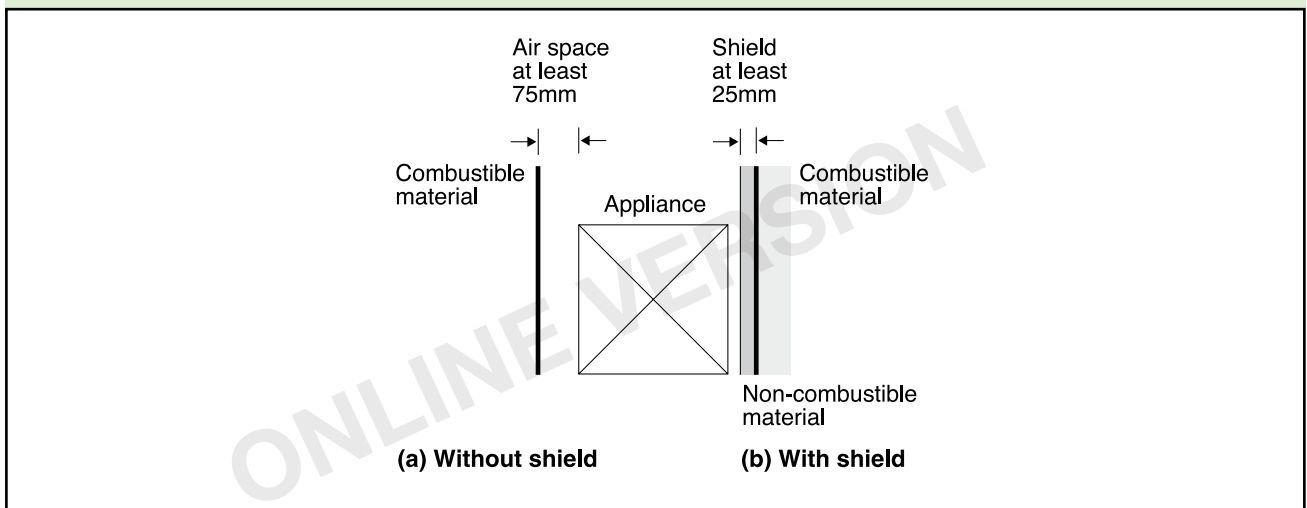 Air space
at least
75mm
Shield
at least
25mm
Combustible
material
Appliance
Combustible
material
Non-combustible
material
(a) Without shield
(b) With shield
ONLINE VERSION